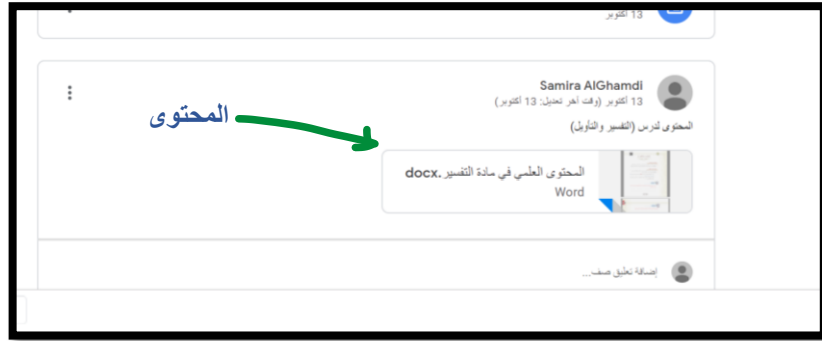 13 أكتوبر
Samira AlGhamdi
13 أكتوبر (وقت آخر تعديل: 13 أكتوبر)
المحتوى
المحتوى لدرس (التفسير والتأويل)
المحتوى العلمي في مادة التفسير.docx
Word
إضافة تعليق صف...